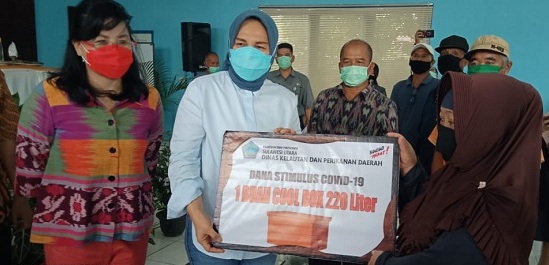 SULAWESI UTARA
DINAS KELAUTAN DAN PERIKANAN DAERAH
DANA STIMULUS COVID-19
1 BUAH COOL BOX 220 Liter